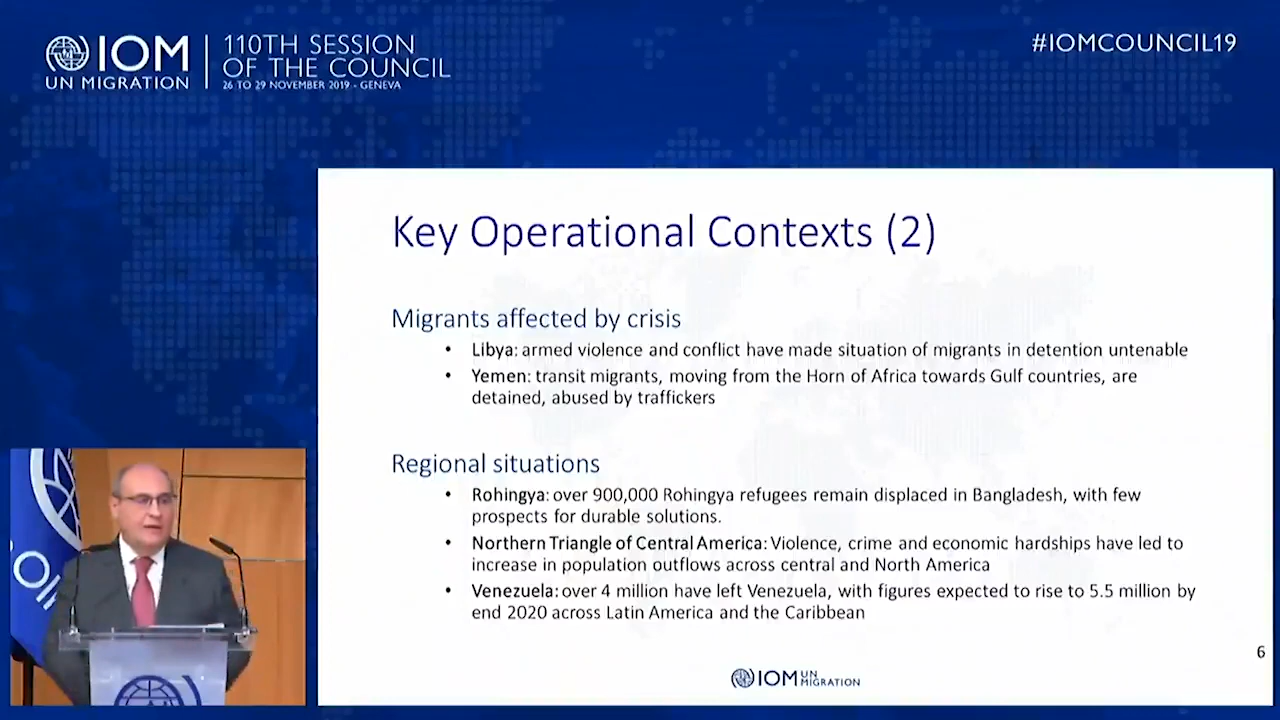 IOM
UN MIGRATION
110TH SESSION
OF THE COUNCIL
26 TO 29 NOVEMBER 2019 - GENEVA
#IOMCOUNCIL19
Key Operational Contexts (2)
Migrants affected by crisis
• Libya: armed violence and conflict have made situation of migrants in detention untenable
• Yemen: transit migrants, moving from the Horn of Africa towards Gulf countries, are
detained, abused by traffickers
Regional situations
• Rohingya: over 900,000 Rohingya refugees remain displaced in Bangladesh, with few
prospects for durable solutions.
• Northern Triangle of Central America: Violence, crime and economic hardships have led to
increase in population outflows across central and North America
• Venezuela: over 4 million have left Venezuela, with figures expected to rise to 5.5 million by
end 2020 across Latin America and the Caribbean
6
IOM UN
MIGRATION